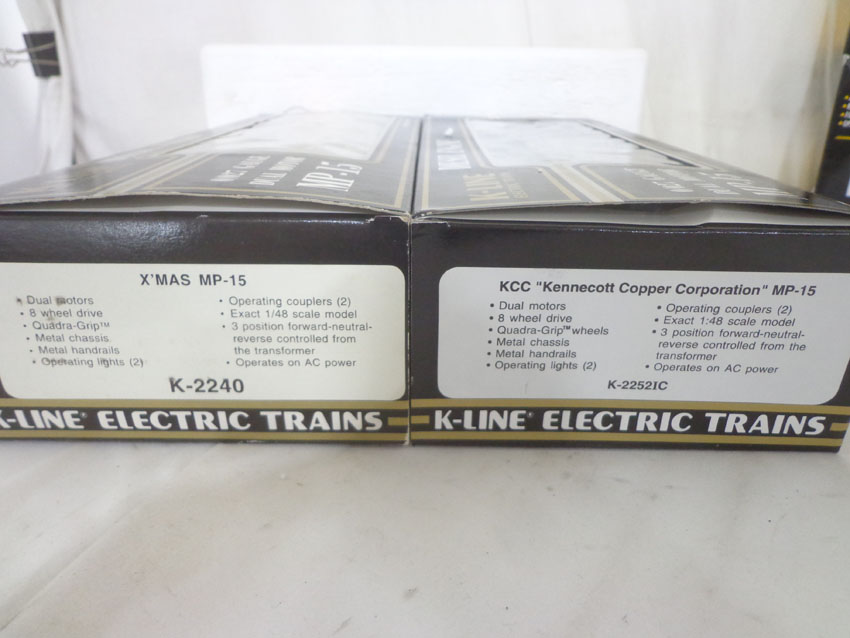 MP-15
K-LINE
X'MAS MP-15
• Dual motors
• 8 wheel drive
• Quadra-Grip™
• Metal chassis
• Metal handrails
• Operating lights (2)
• Operating couplers (2)
• Exact 1/48 scale model
• 3 position forward-neutral-
reverse controlled from
the transformer
• Operates on AC power
K-2240
K-LINE® ELECTRIC TRAINS
KCC "Kennecott Copper Corporation" MP-15
• Dual motors
• 8 wheel drive
• Quadra-Grip™ wheels
• Metal chassis
• Metal handrails
• Operating lights (2)
• Operating couplers (2)
• Exact 1:48 scale model
• 3 position forward-neutral-
reverse controlled from the
transformer
• Operates on AC power
K-2252IC
K-LINE® ELECTRIC TRAINS